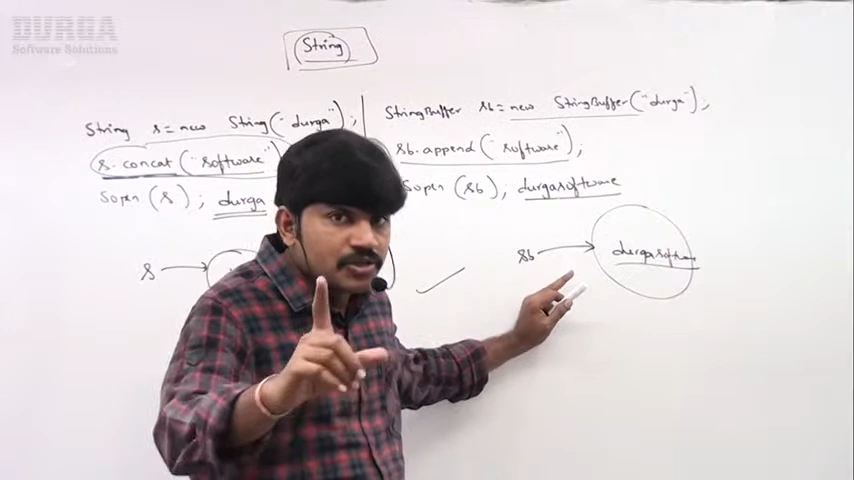 DURGA
Software Solutions
String
String s = new String("durga");
s.concat("software"
Sopln(s); durga
s
StringBuffer sb = new StringBuffer("durga");
sb.append("software");
Sopln(sb); durgasoftware
sb
durgasoftware